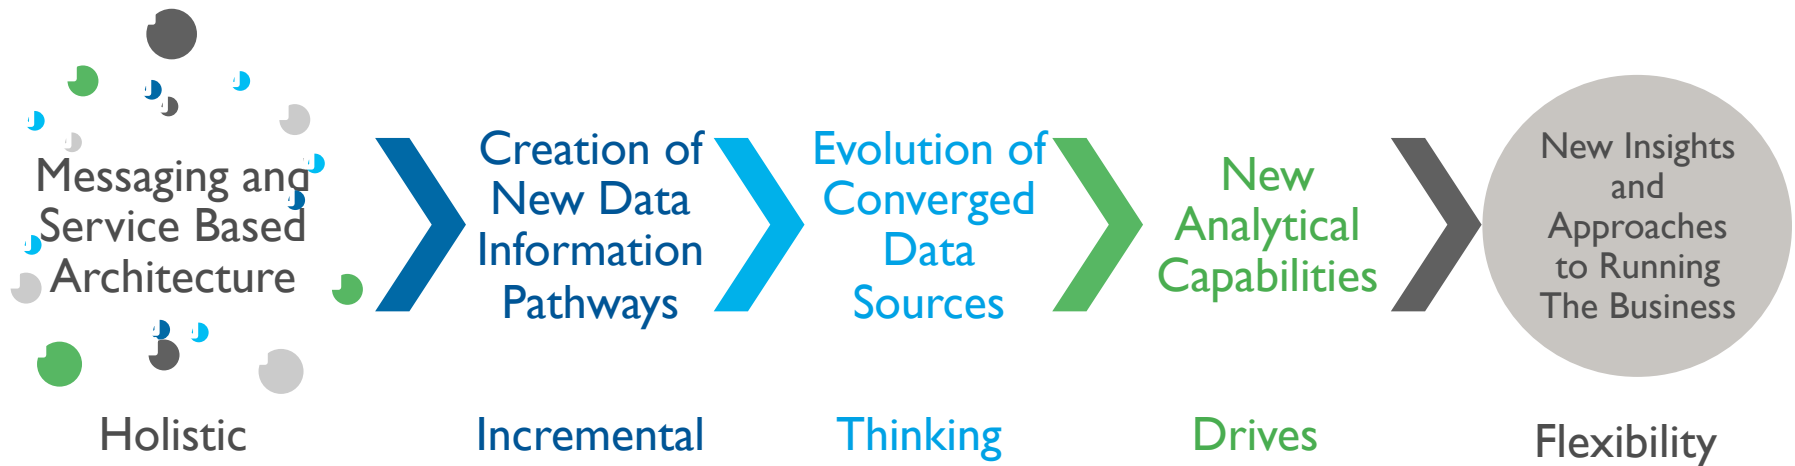 Messaging and
Service Based
Architecture
Creation of
New Data
Information
Pathways
Evolution of
Converged
Data
Sources
New
Analytical
Capabilities
New Insights
and
Approaches
to Running
The Business
Holistic
Incremental
Thinking
Drives
Flexibility